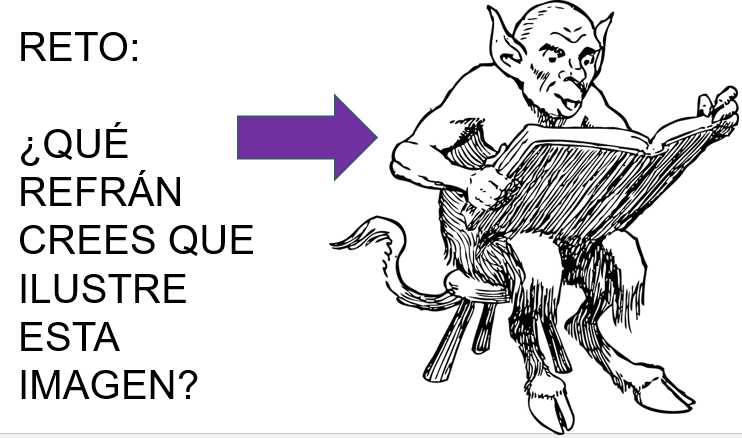 RETO:
¿QUÉ
REFRÁN
CREES QUE
ILUSTRE
ESTA
IMAGEN?